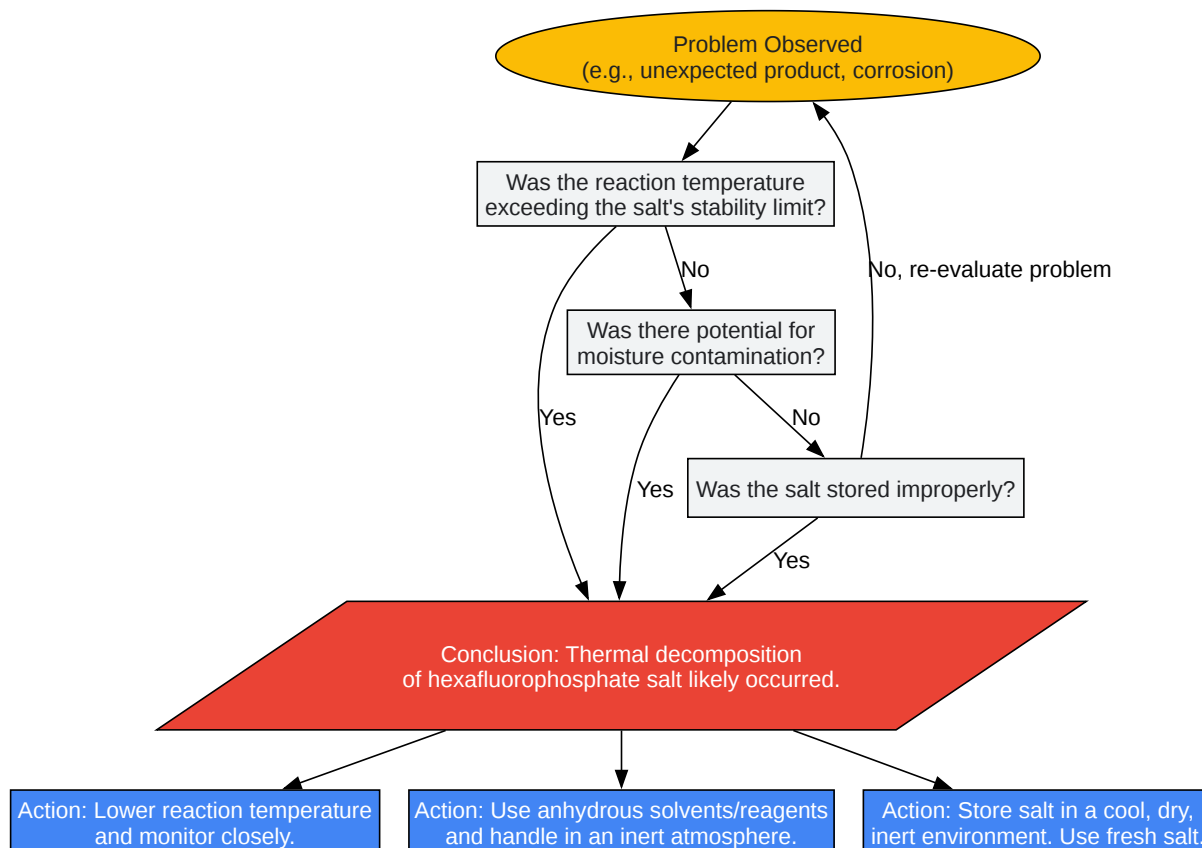 Problem Observed
(e.g., unexpected product, corrosion)
Was the reaction temperature
exceeding the salt's stability limit?
No
No, re-evaluate problem
Was there potential for
moisture contamination?
Yes
No
Yes
Was the salt stored improperly?
Yes
Conclusion: Thermal decomposition
of hexafluorophosphate salt likely occurred.
Action: Lower reaction temperature
and monitor closely.
Action: Use anhydrous solvents/reagents
and handle in an inert atmosphere.
Action: Store salt in a cool, dry,
inert environment. Use fresh salt.